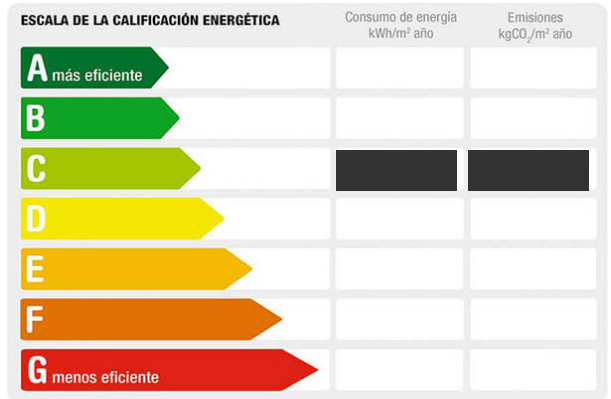 ESCALA DE LA CALIFICACIÓN ENERGÉTICA
Consumo de energía
kWh/m² año
Emisiones
kgCO₂/m² año
A más eficiente
B
C
D
E
F
G menos eficiente